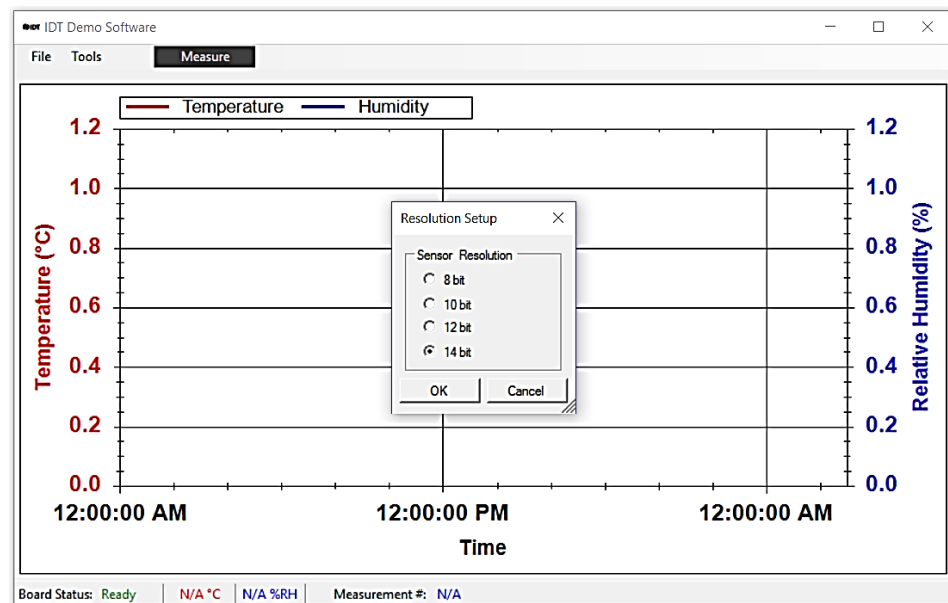 IDT IDT Demo Software
File Tools Measure
Temperature Humidity
1.2 1.2
1.0 1.0
0.8 0.8
0.6 0.6
0.4 0.4
0.2 0.2
0.0 0.0
Temperature (°C)
Relative Humidity (%)
Resolution Setup
Sensor Resolution
8 bit
10 bit
12 bit
14 bit
OK Cancel
12:00:00 AM 12:00:00 PM 12:00:00 AM
Time
Board Status: Ready N/A °C N/A %RH Measurement #: N/A